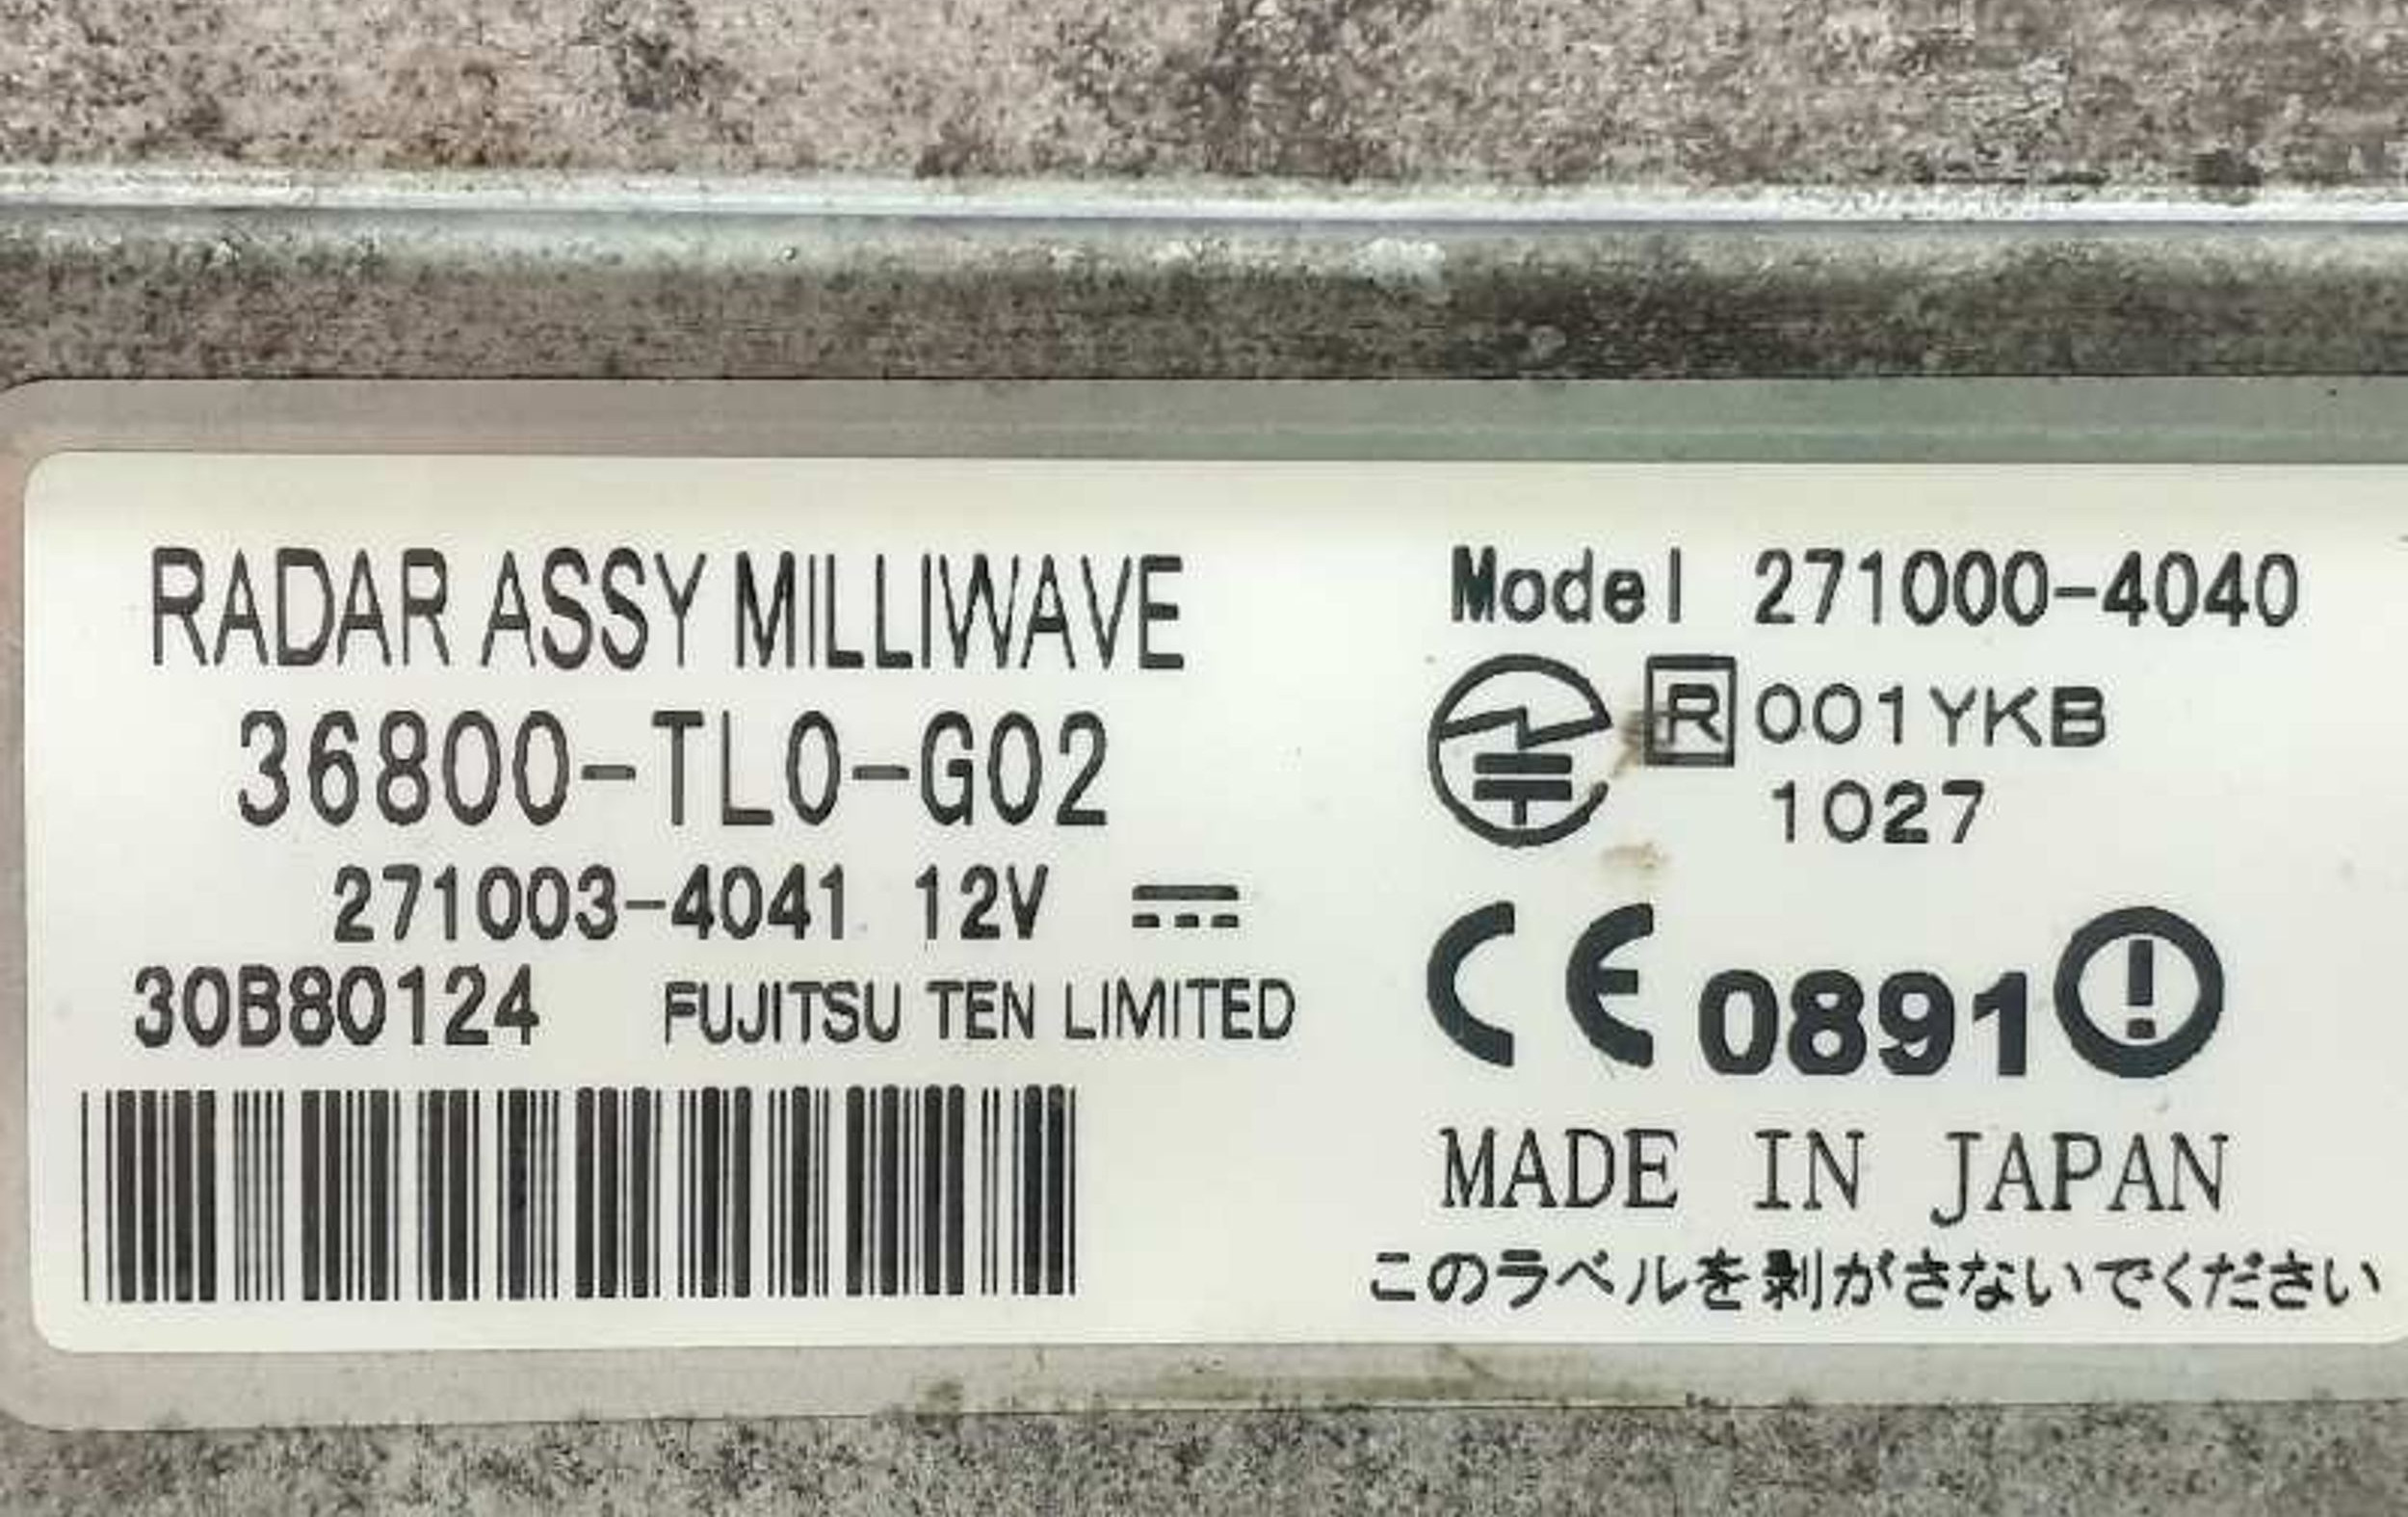 RADAR ASSY MILLIWAVE
36800-TL0-G02
271003-4041 12V
30B80124 FUJITSU TEN LIMITED
Model 271000-4040
R 001YKB
1027
CE 0891
MADE IN JAPAN
このラベルを剥がさないでください